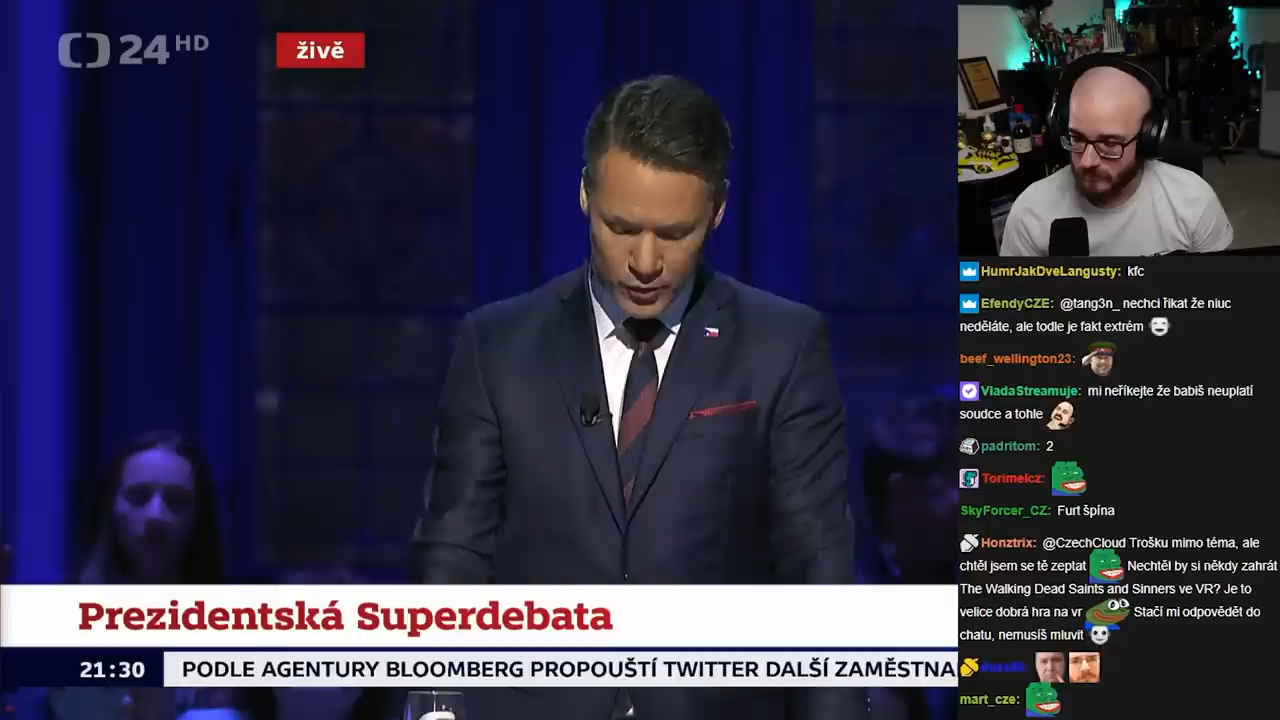 24 HD
živě
Prezidentská Superdebata
21:30 PODLE AGENTURY BLOOMBERG PROPOUŠTÍ TWITTER DALŠÍ ZAMĚSTNA
HumrJakDveLangusty: kfc
EfendyCZE: @tang3n_ nechci řikat že niuc
neděláte, ale todle je fakt extrém
beef_wellington23:
VladaStreamuje: mi neříkejte že babiš neuplatí
soudce a tohle
padritom: 2
Torimelcz:
SkyForcer_CZ: Furt špína
Honztrix: @CzechCloud Trošku mimo téma, ale
chtěl jsem se tě zeptat Nechtěl by si někdy zahrát
The Walking Dead Saints and Sinners ve VR? Je to
velice dobrá hra na vr Stačí mi odpovědět do
chatu, nemusíš mluvit
mart_cze: